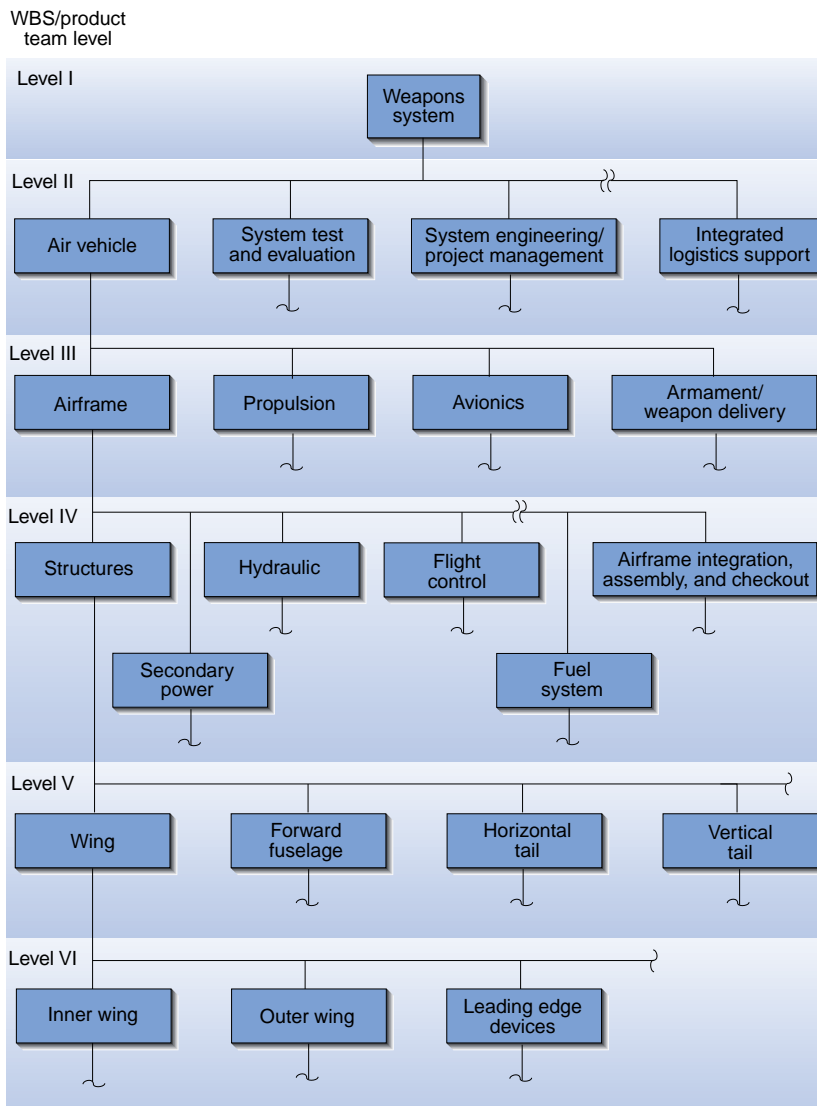 WBS/product
team level
Level I
Weapons
system
Level II
Air vehicle
System test
and evaluation
System engineering/
project management
Integrated
logistics support
Level III
Airframe
Propulsion
Avionics
Armament/
weapon delivery
Level IV
Structures
Hydraulic
Flight
control
Airframe integration,
assembly, and checkout
Secondary
power
Fuel
system
Level V
Wing
Forward
fuselage
Horizontal
tail
Vertical
tail
Level VI
Inner wing
Outer wing
Leading edge
devices